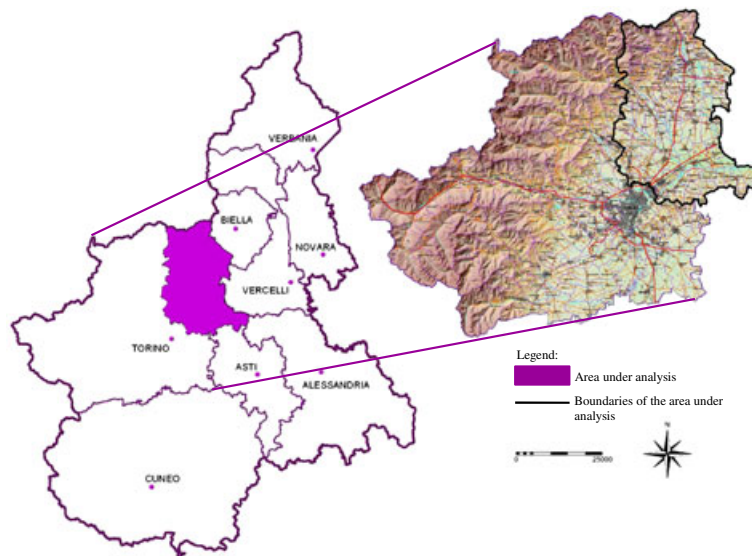 VERBANIA
BIELLA
NOVARA
VERCELLI
TORINO
ASTI
ALESSANDRIA
CUNEO
Legend:
Area under analysis
Boundaries of the area under
analysis
N
0 25000